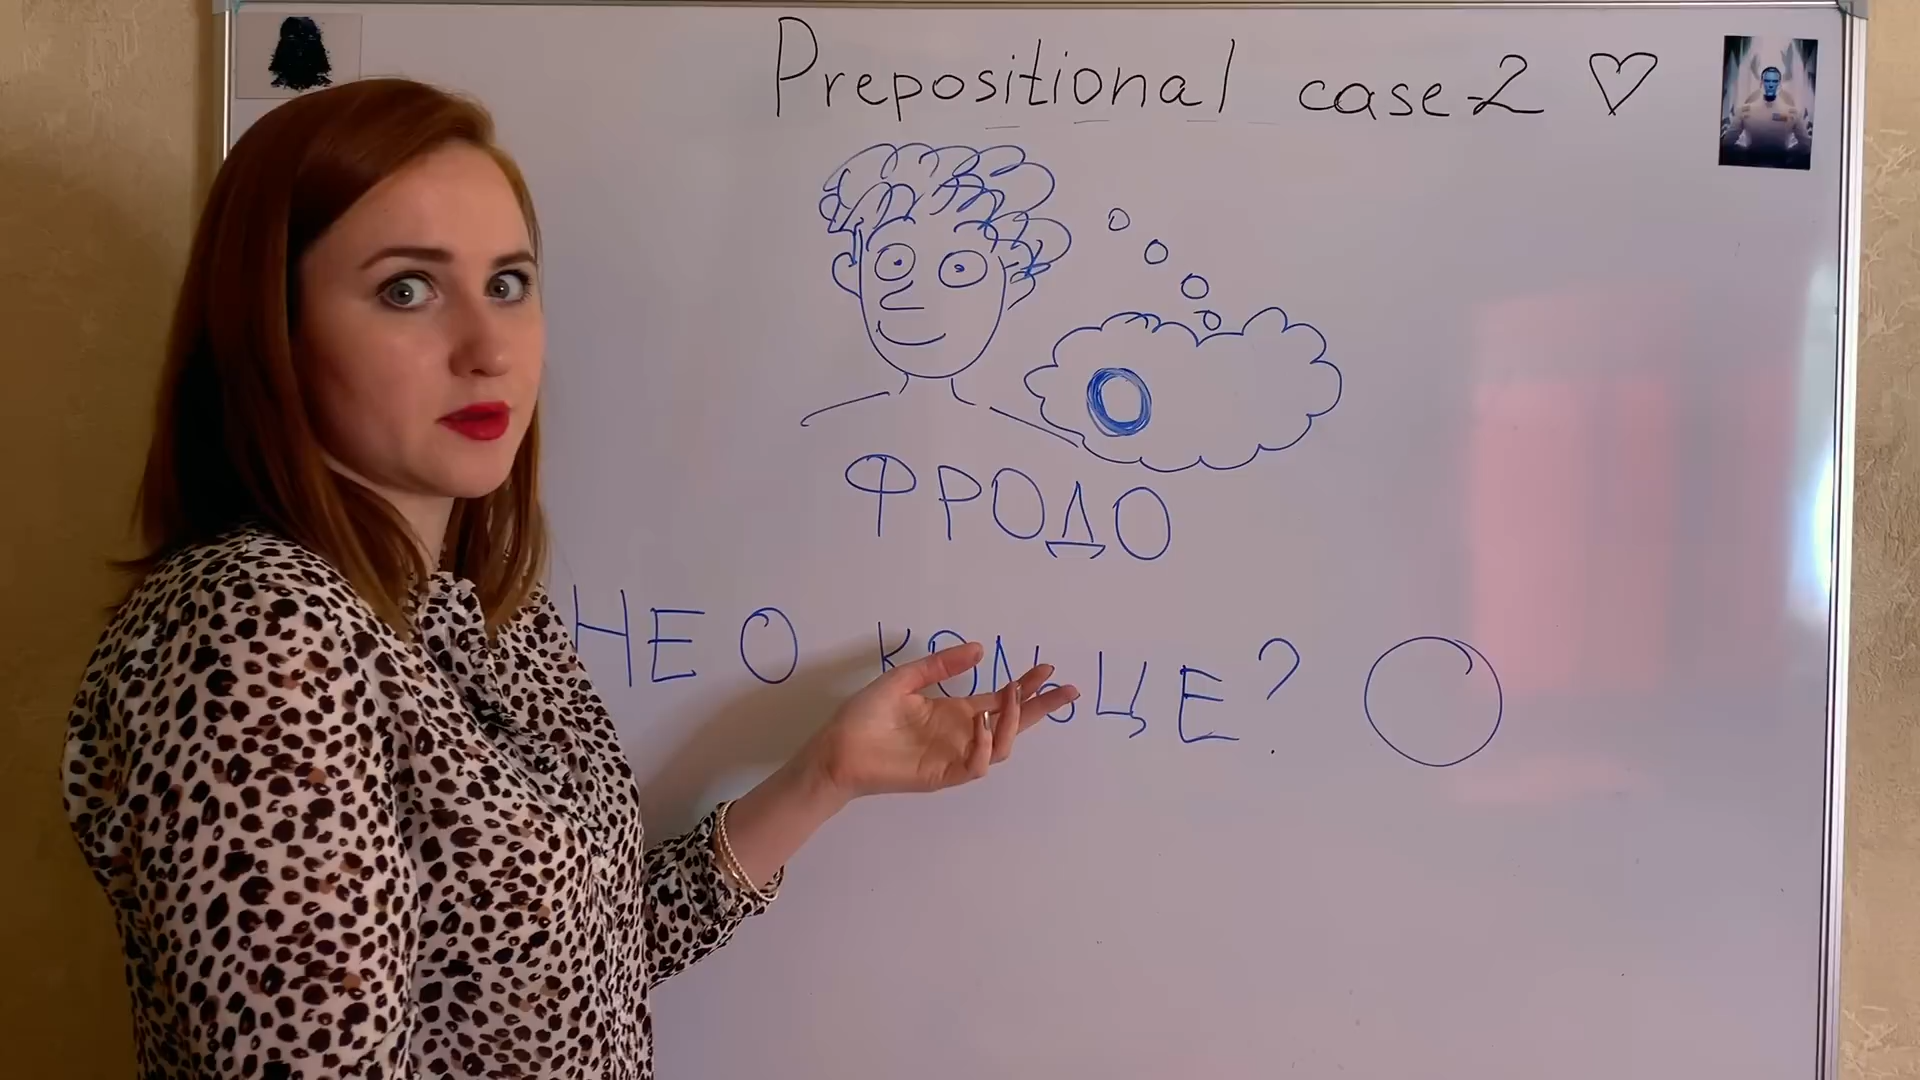 Prepositional case-2 ♡
ФРОДО
НЕ О КОЛЬЦЕ?